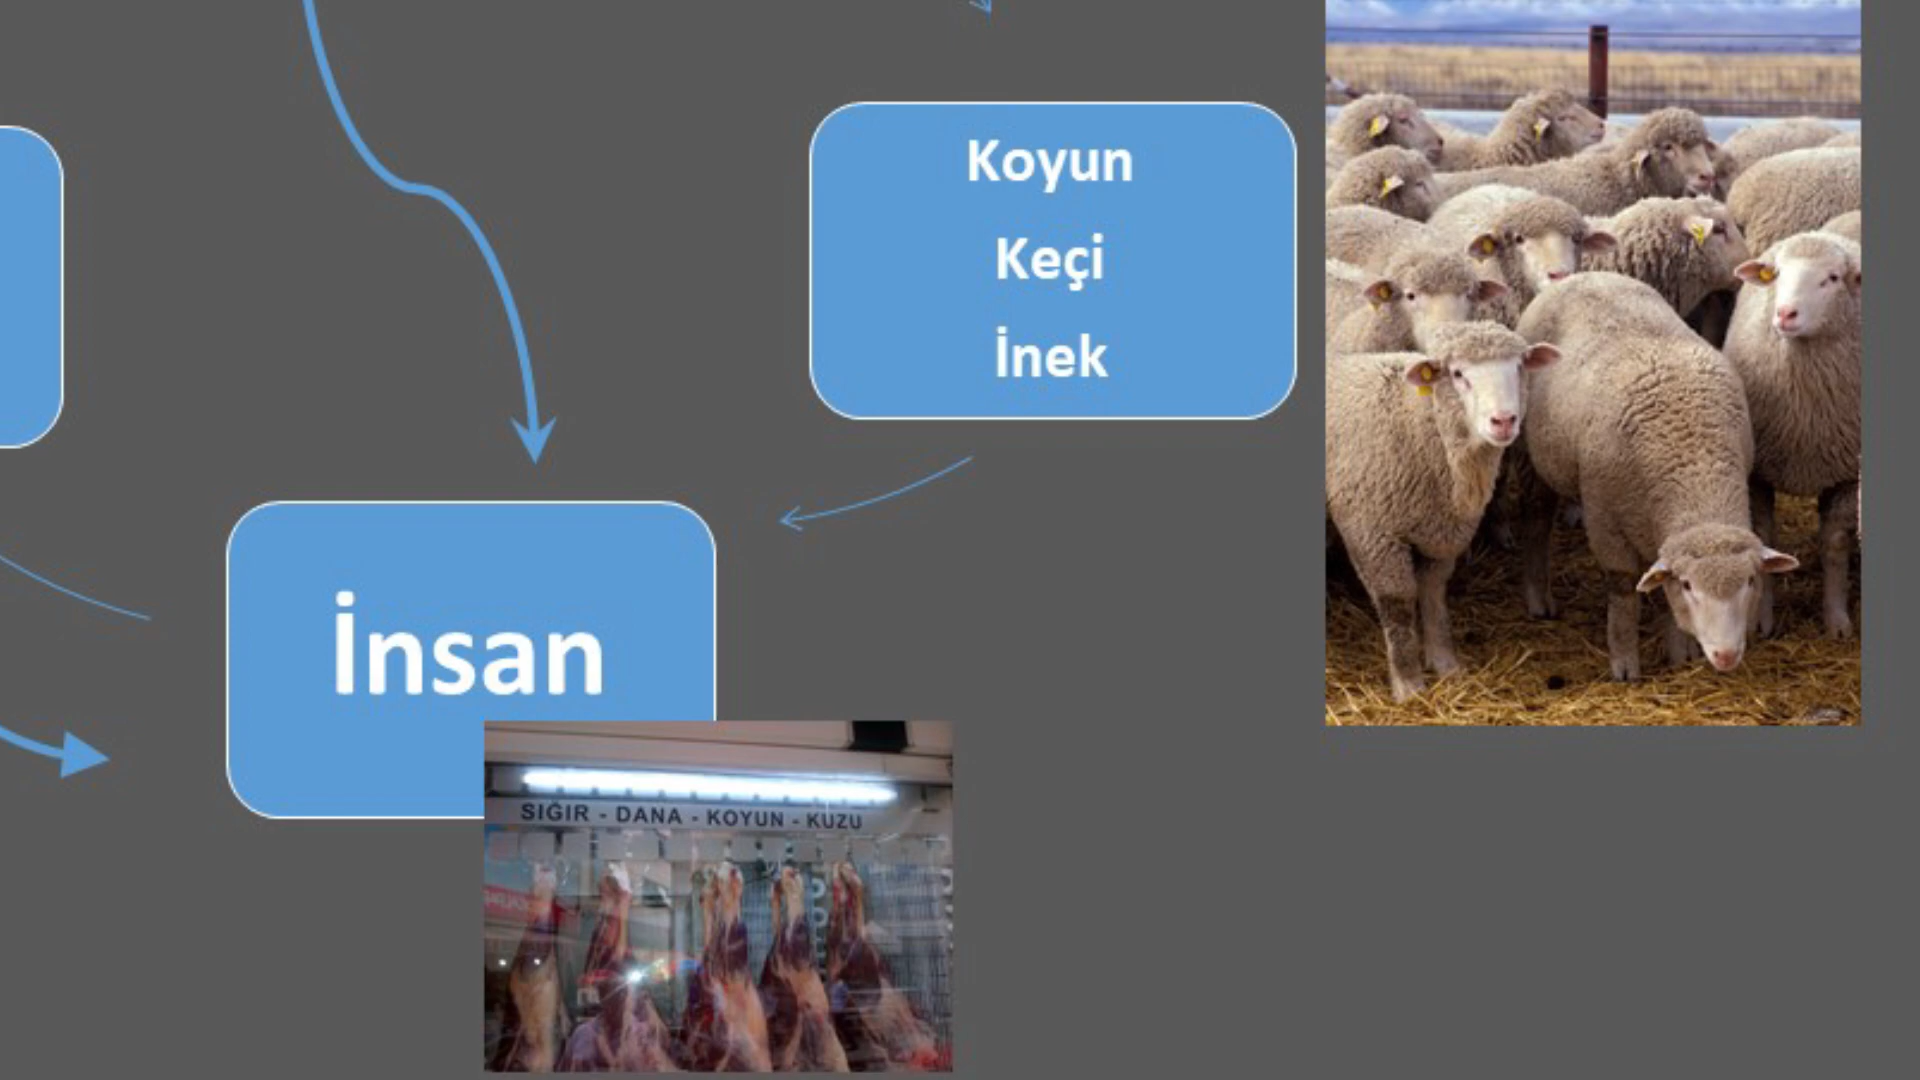 Koyun
Keçi
İnek
İnsan
SIĞIR - DANA - KOYUN - KUZU